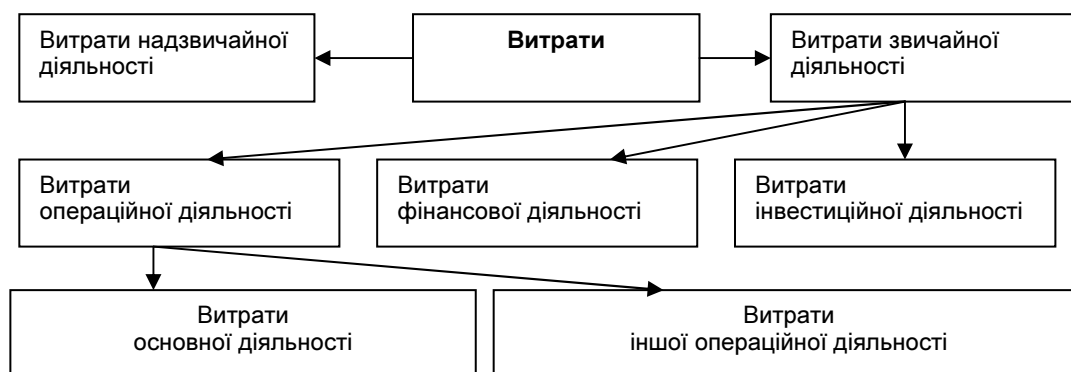 Витрати надзвичайної
діяльності
Витрати
Витрати звичайної
діяльності
Витрати
операційної діяльності
Витрати
фінансової діяльності
Витрати
інвестиційної діяльності
Витрати
основної діяльності
Витрати
іншої операційної діяльності